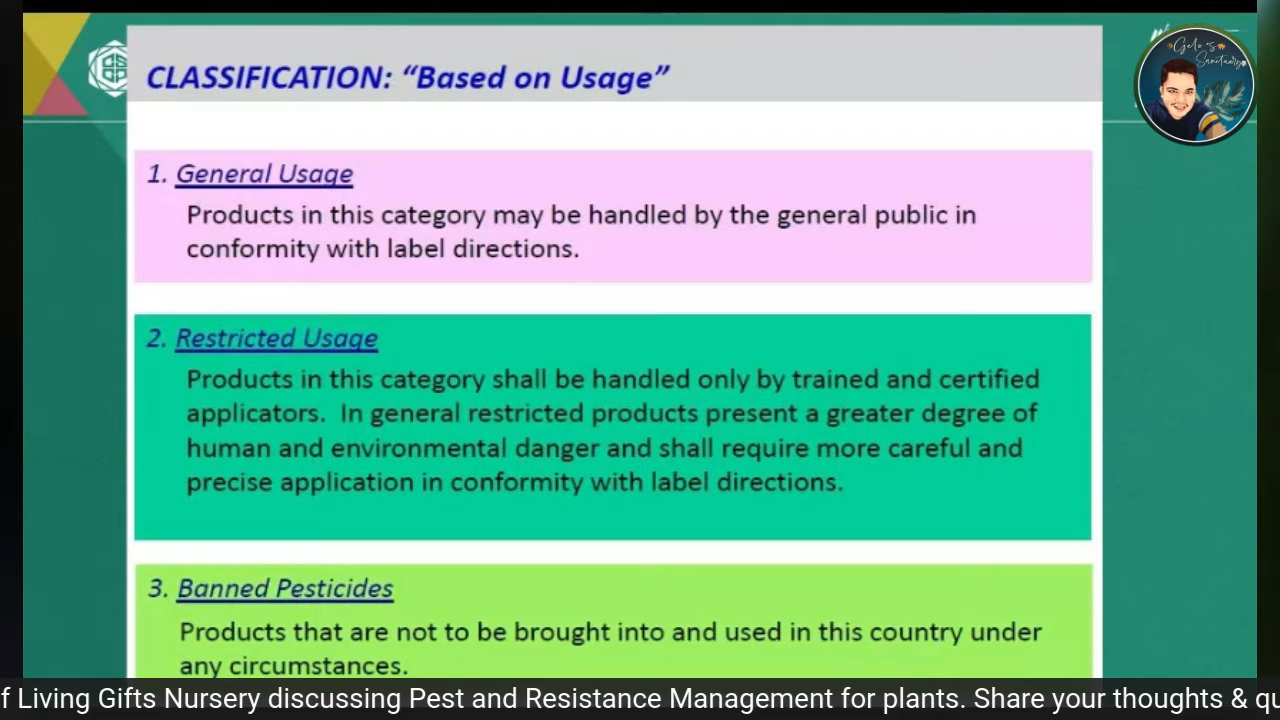 CLASSIFICATION: “Based on Usage”
Gelo's
Sanctuary
1. General Usage
Products in this category may be handled by the general public in
conformity with label directions.
2. Restricted Usage
Products in this category shall be handled only by trained and certified
applicators. In general restricted products present a greater degree of
human and environmental danger and shall require more careful and
precise application in conformity with label directions.
3. Banned Pesticides
Products that are not to be brought into and used in this country under
any circumstances.
f Living Gifts Nursery discussing Pest and Resistance Management for plants. Share your thoughts & qu